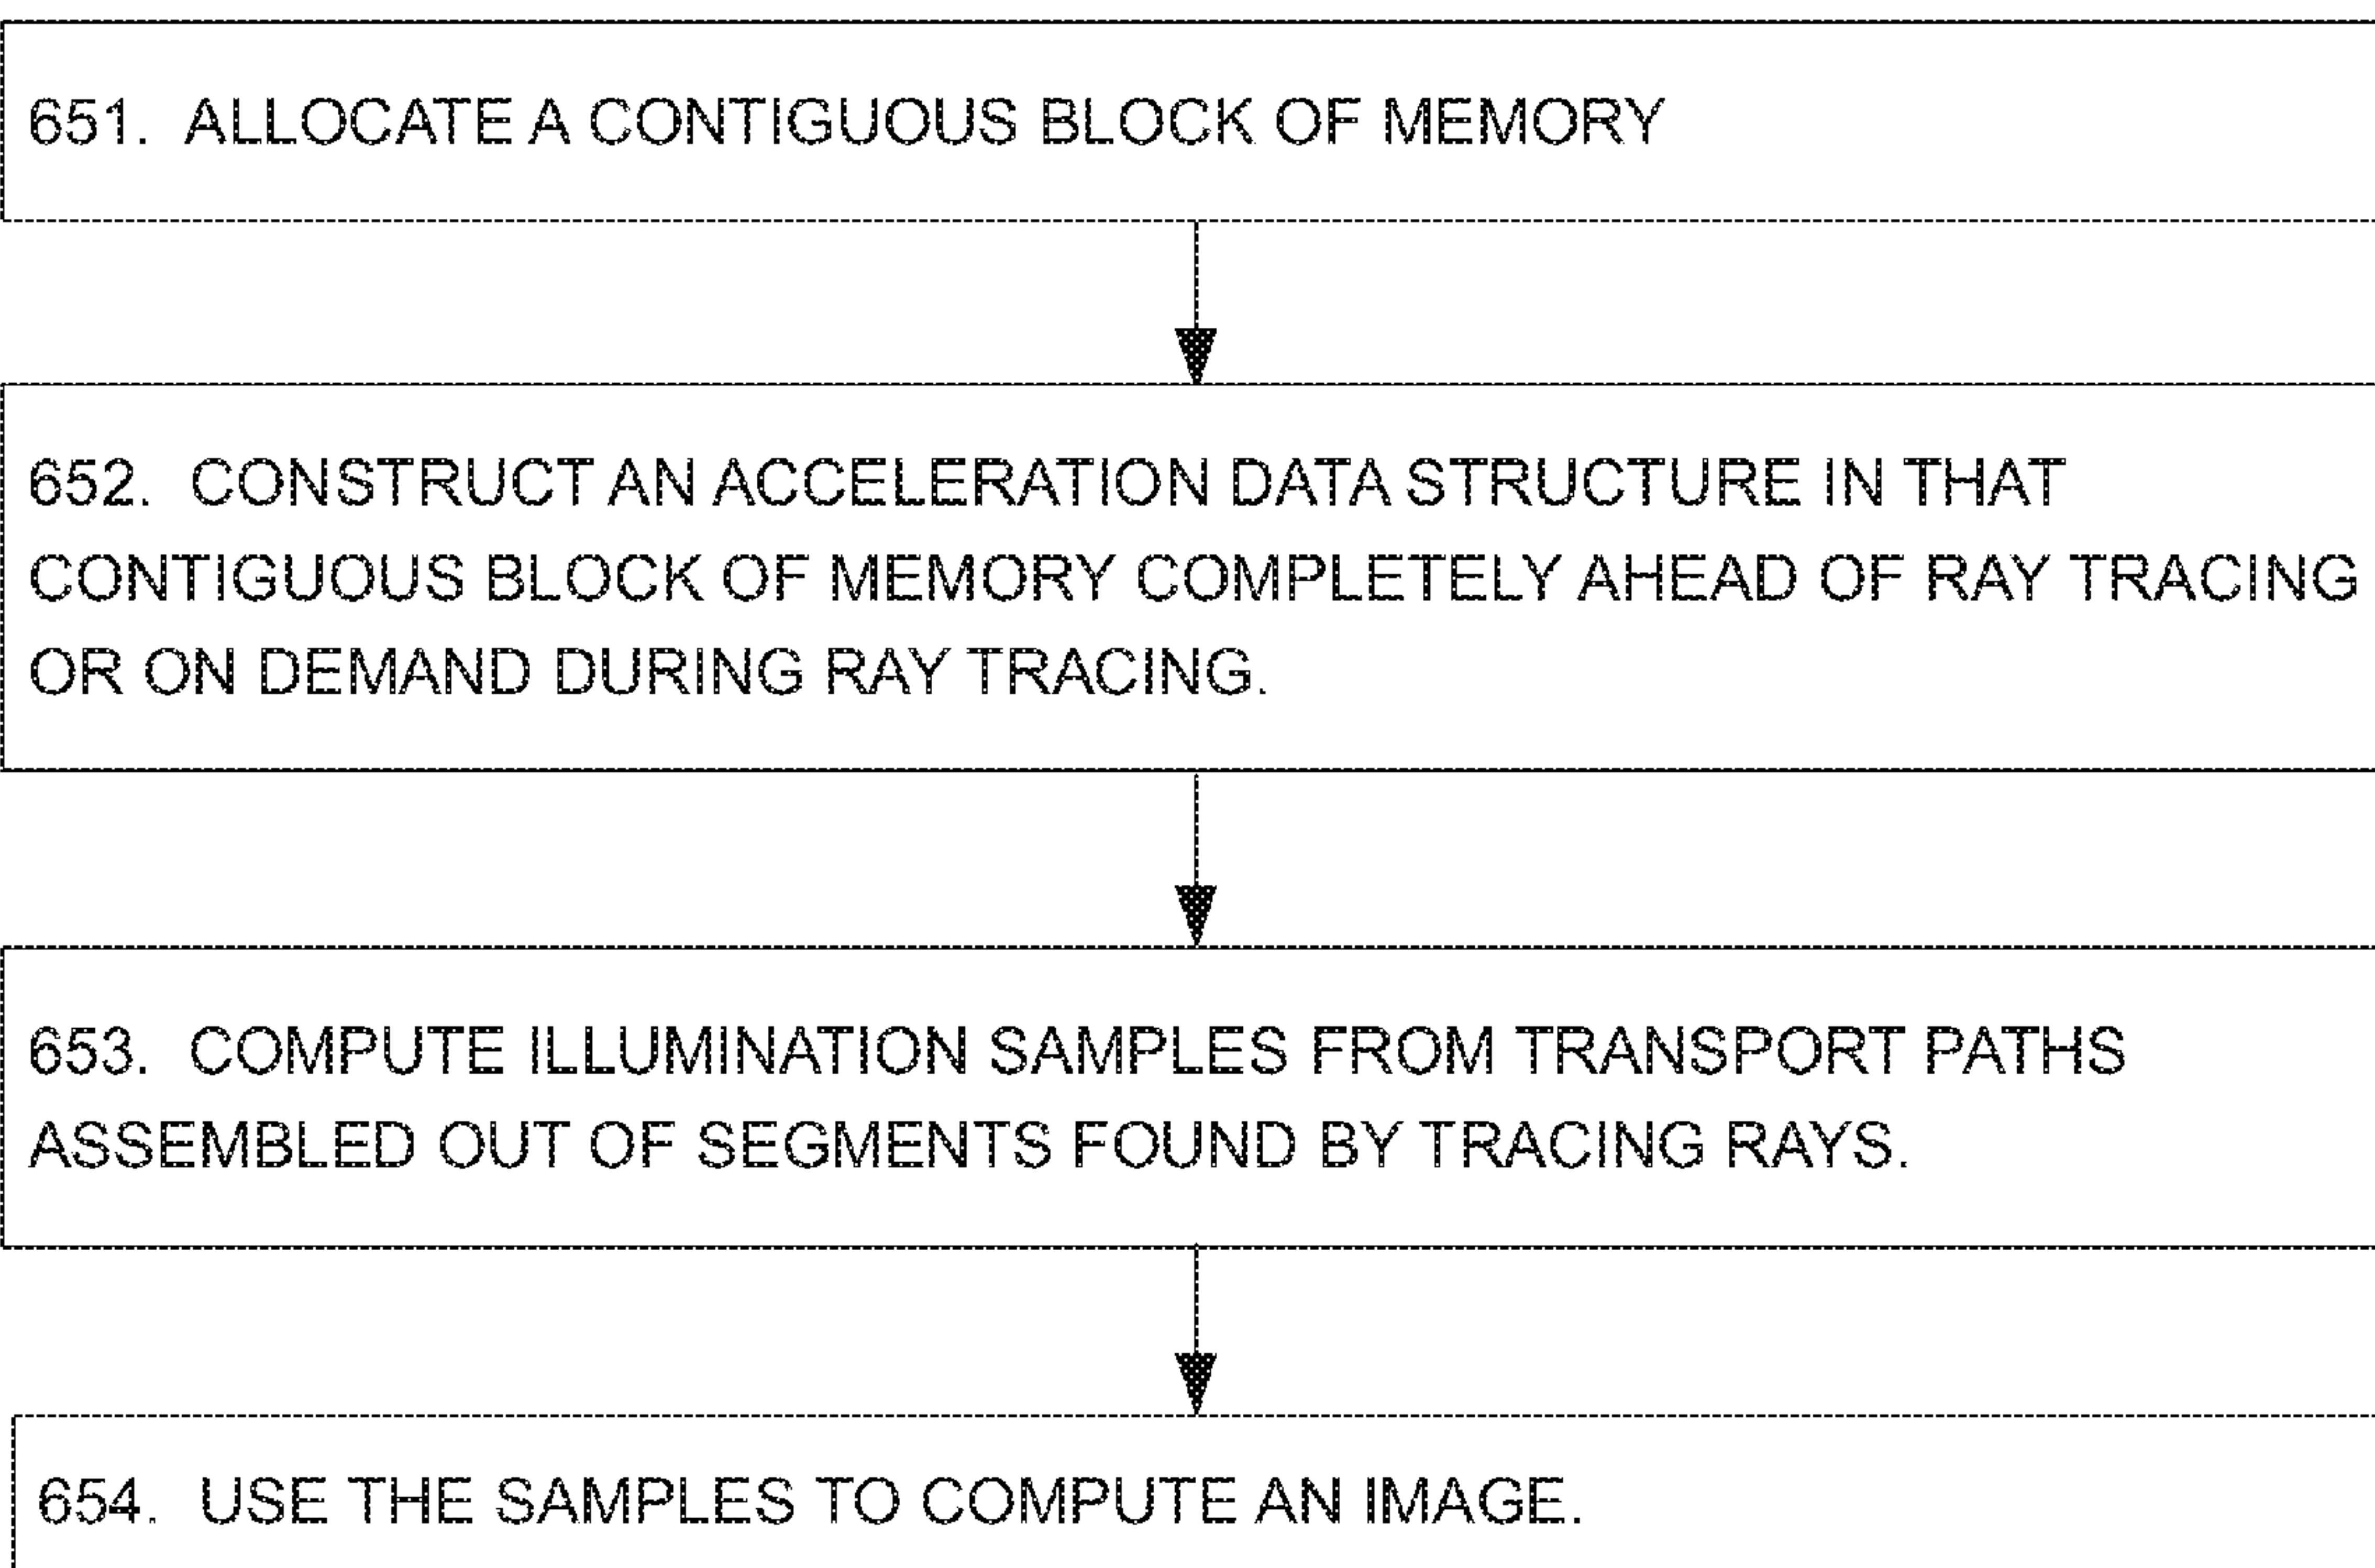 651. ALLOCATE A CONTIGUOUS BLOCK OF MEMORY
652. CONSTRUCT AN ACCELERATION DATA STRUCTURE IN THAT
CONTIGUOUS BLOCK OF MEMORY COMPLETELY AHEAD OF RAY TRACING
OR ON DEMAND DURING RAY TRACING.
653. COMPUTE ILLUMINATION SAMPLES FROM TRANSPORT PATHS
ASSEMBLED OUT OF SEGMENTS FOUND BY TRACING RAYS.
654. USE THE SAMPLES TO COMPUTE AN IMAGE.